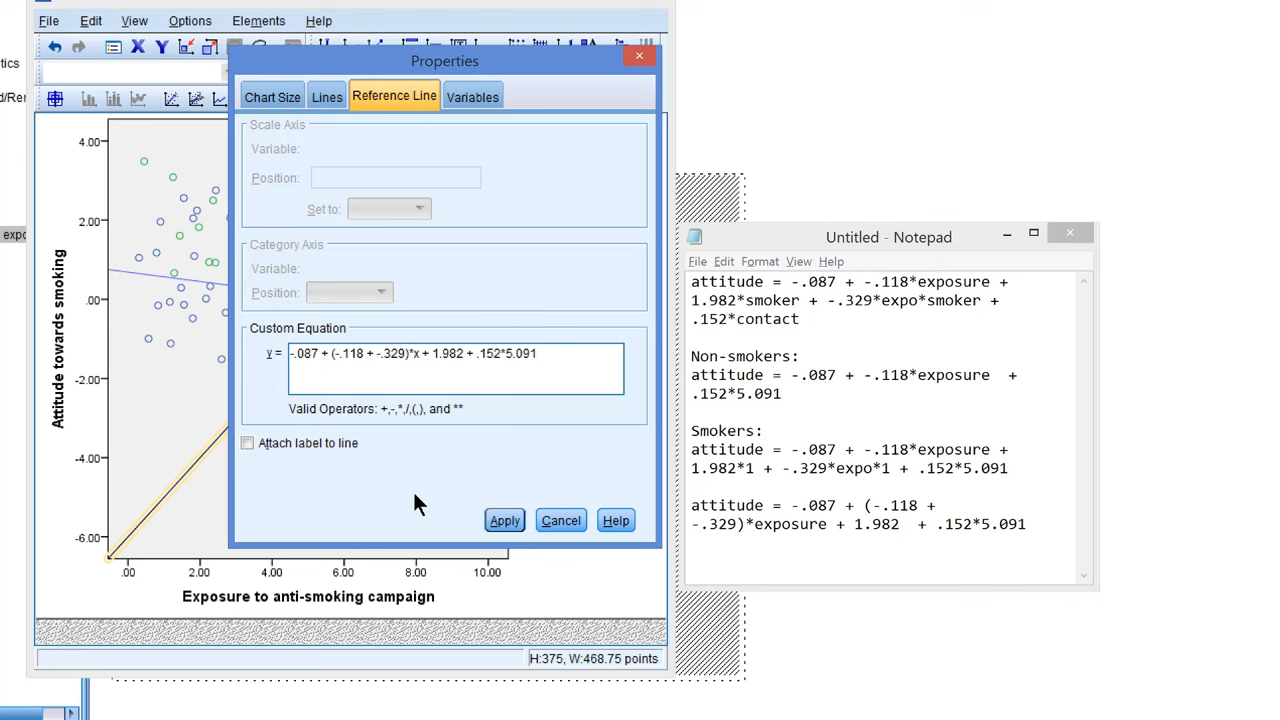 File Edit View Options Elements Help
X Y
Properties
Chart Size Lines Reference Line Variables
Scale Axis
Variable:
Position:
Set to:
Category Axis
Variable:
Position:
Custom Equation
y = -.087 + (-.118 + -.329)*x + 1.982 + .152*5.091
Valid Operators: +,-,*,/,(,), and **
Attach label to line
Apply Cancel Help
tics
expo
Attitude towards smoking
4.00
2.00
.00
-2.00
-4.00
-6.00
.00 2.00 4.00 6.00 8.00 10.00
Exposure to anti-smoking campaign
H:375, W:468.75 points
Untitled - Notepad
File Edit Format View Help
attitude = -.087 + -.118*exposure +
1.982*smoker + -.329*expo*smoker +
.152*contact
Non-smokers:
attitude = -.087 + -.118*exposure +
.152*5.091
Smokers:
attitude = -.087 + -.118*exposure +
1.982*1 + -.329*expo*1 + .152*5.091
attitude = -.087 + (-.118 +
-.329)*exposure + 1.982 + .152*5.091